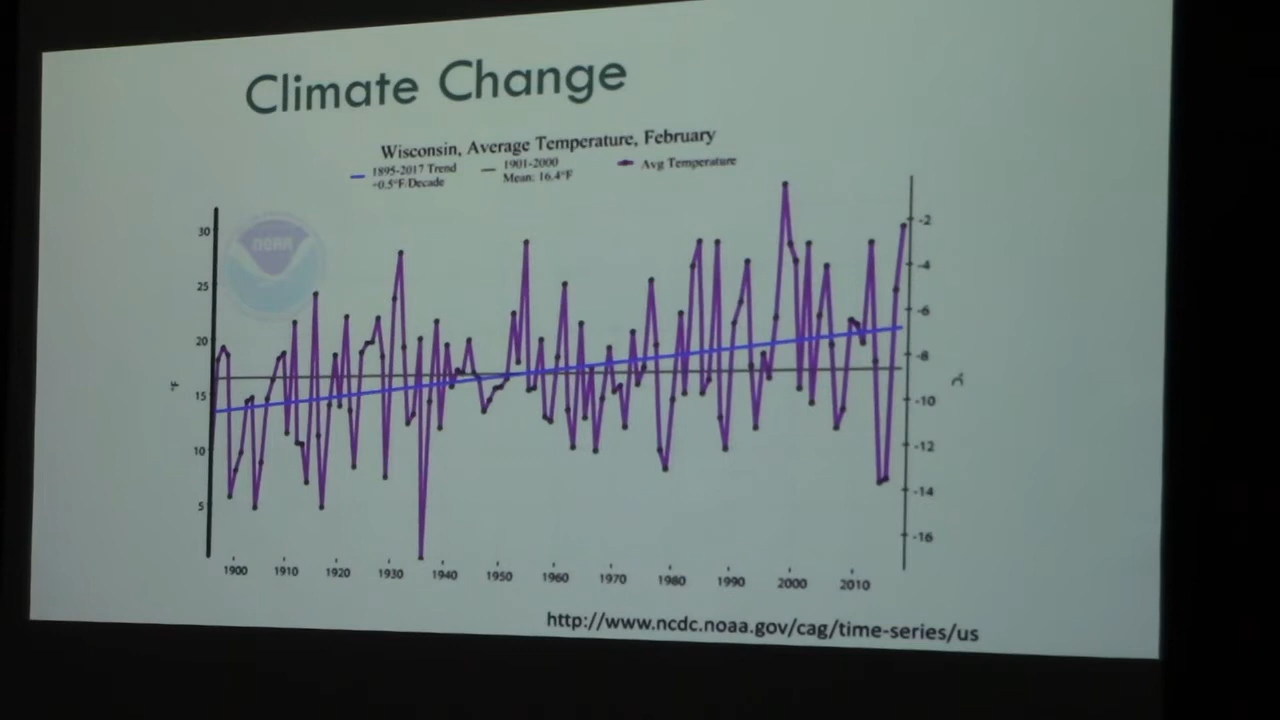 Climate Change
Wisconsin, Average Temperature, February
1895-2017 Trend
+0.5°F/Decade
1901-2000
Mean: 16.4°F
Avg Temperature
noaa
30
25
20
15
10
5
°F
-2
-4
-6
-8
-10
-12
-14
-16
°C
1900 1910 1920 1930 1940 1950 1960 1970 1980 1990 2000 2010
http://www.ncdc.noaa.gov/cag/time-series/us